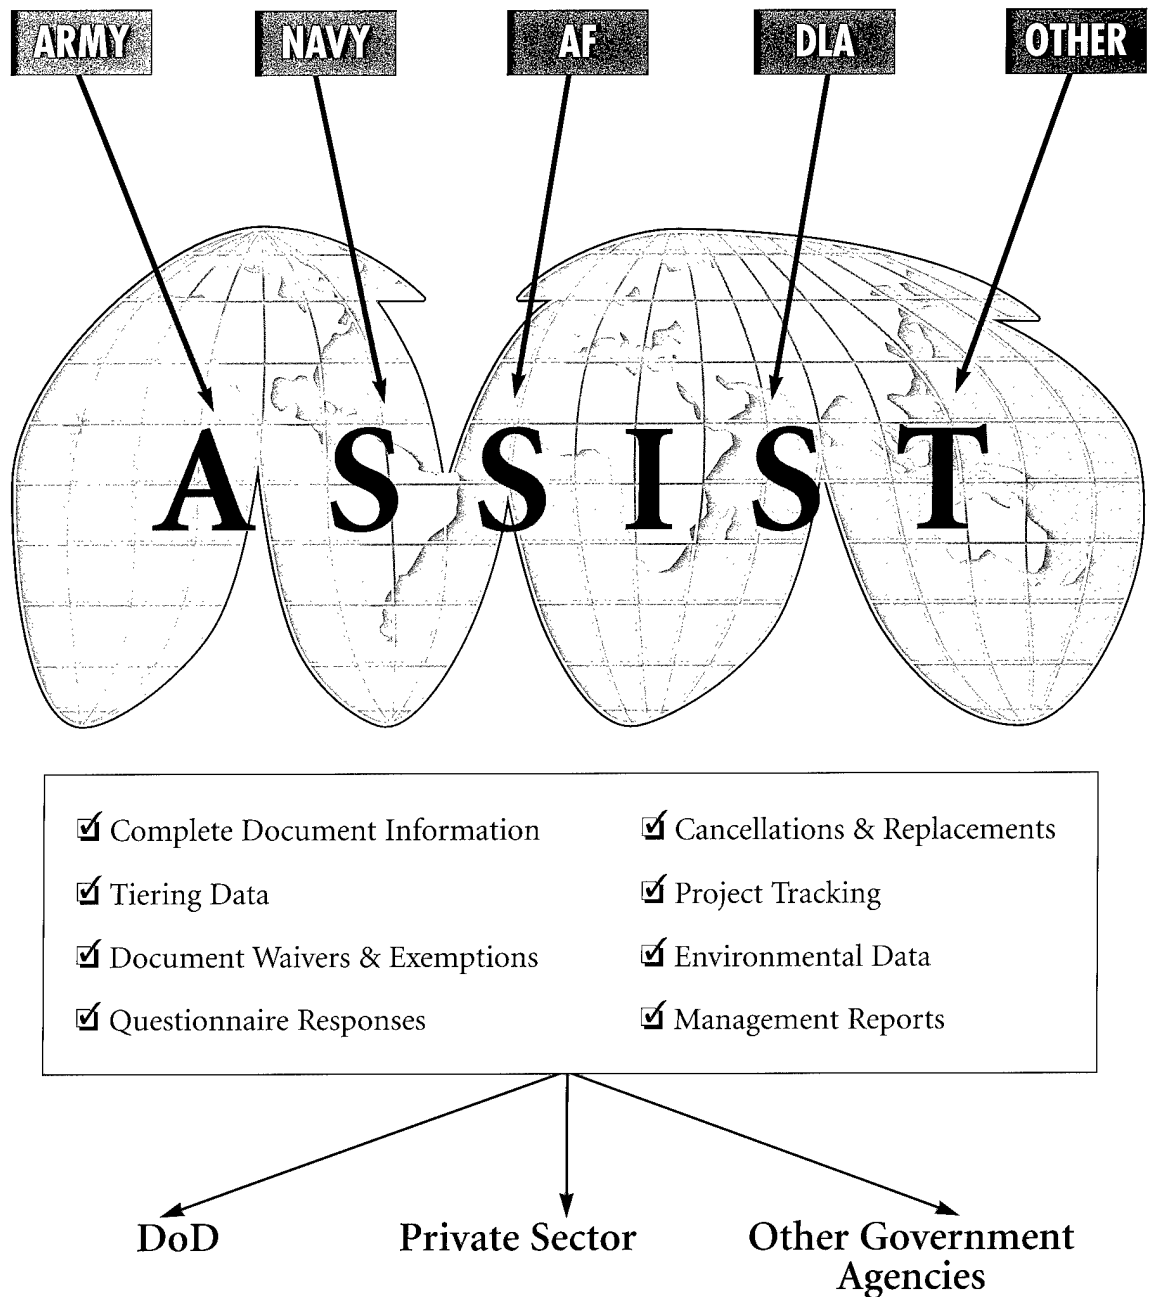 ARMY NAVY AF DLA OTHER
ASSIST
Complete Document Information
Cancellations & Replacements
Tiering Data
Project Tracking
Document Waivers & Exemptions
Environmental Data
Questionnaire Responses
Management Reports
DoD
Private Sector
Other Government
Agencies